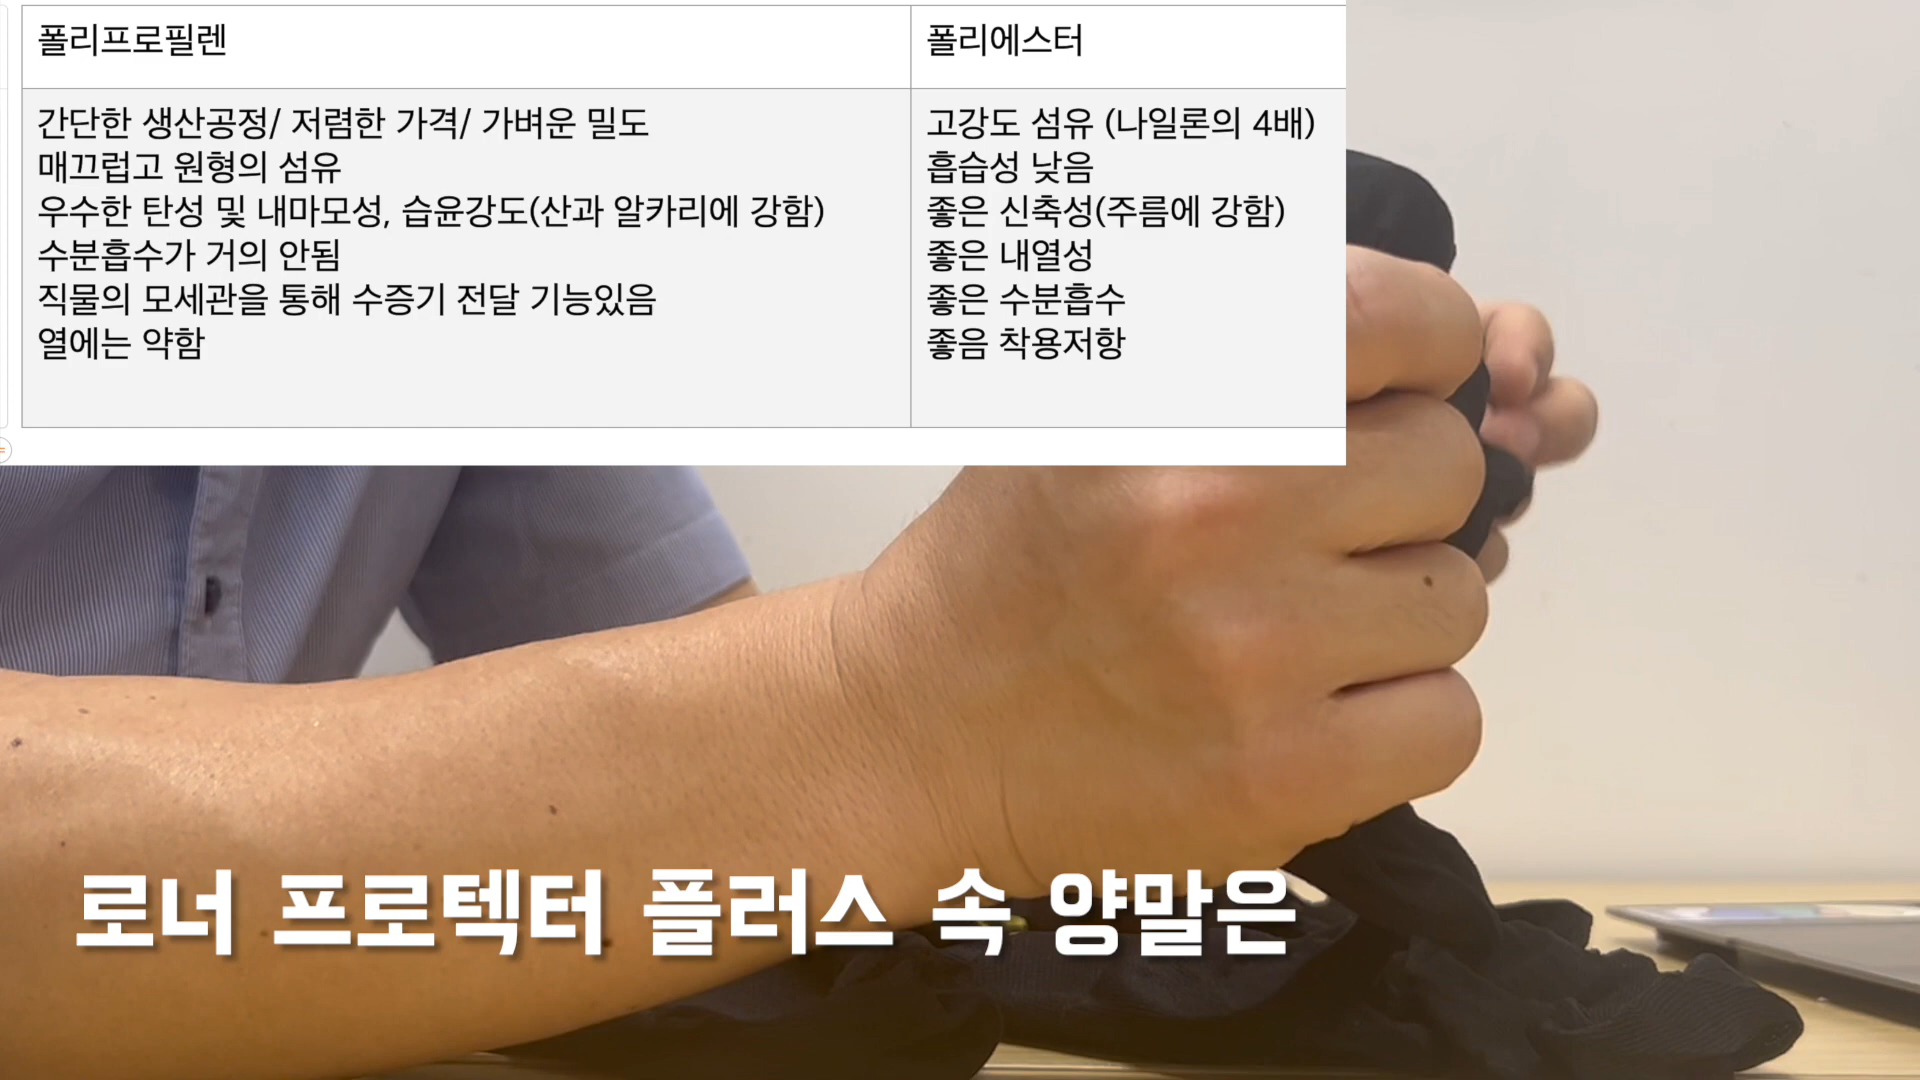 폴리프로필렌
간단한 생산공정/ 저렴한 가격/ 가벼운 밀도
매끄럽고 원형의 섬유
우수한 탄성 및 내마모성, 습윤강도(산과 알카리에 강함)
수분흡수가 거의 안됨
직물의 모세관을 통해 수증기 전달 기능있음
열에는 약함
폴리에스터
고강도 섬유 (나일론의 4배)
흡습성 낮음
좋은 신축성(주름에 강함)
좋은 내열성
좋은 수분흡수
좋음 착용저항
로너 프로텍터 플러스 속 양말은